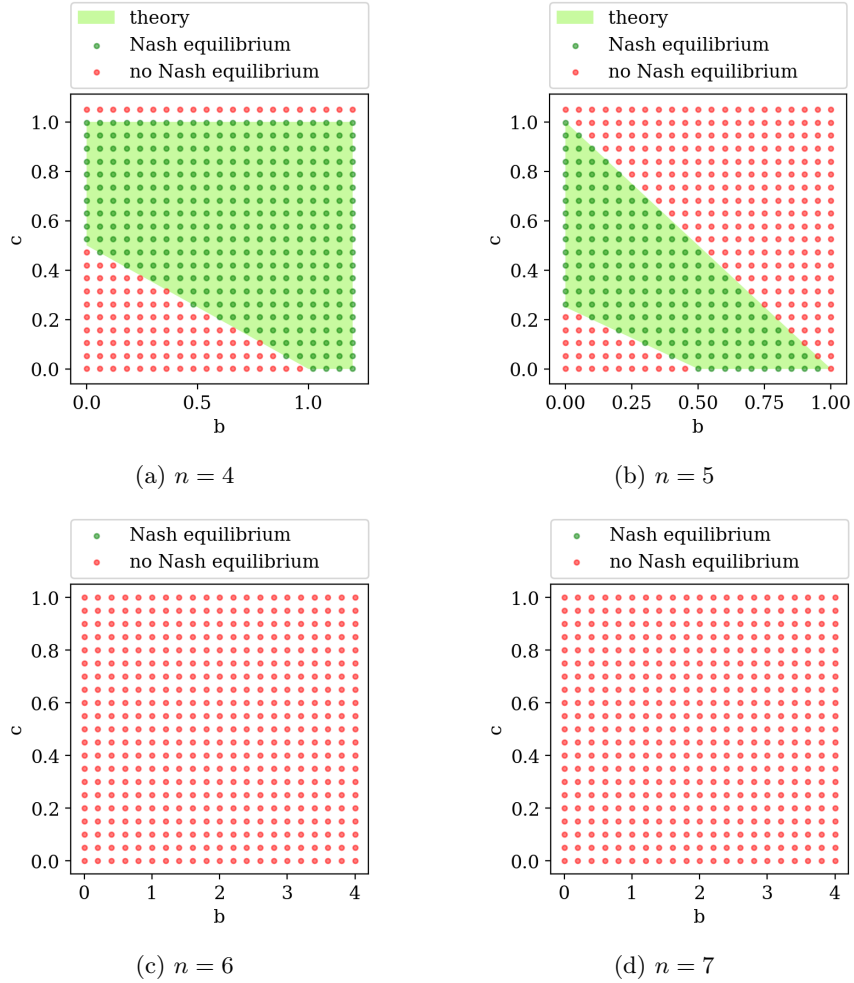 theory
Nash equilibrium
no Nash equilibrium
1.0
0.8
0.6
0.4
0.2
0.0
c
0.0 0.5 1.0
b
(a) n = 4
theory
Nash equilibrium
no Nash equilibrium
1.0
0.8
0.6
0.4
0.2
0.0
c
0.00 0.25 0.50 0.75 1.00
b
(b) n = 5
Nash equilibrium
no Nash equilibrium
1.0
0.8
0.6
0.4
0.2
0.0
c
0 1 2 3 4
b
(c) n = 6
Nash equilibrium
no Nash equilibrium
1.0
0.8
0.6
0.4
0.2
0.0
c
0 1 2 3 4
b
(d) n = 7